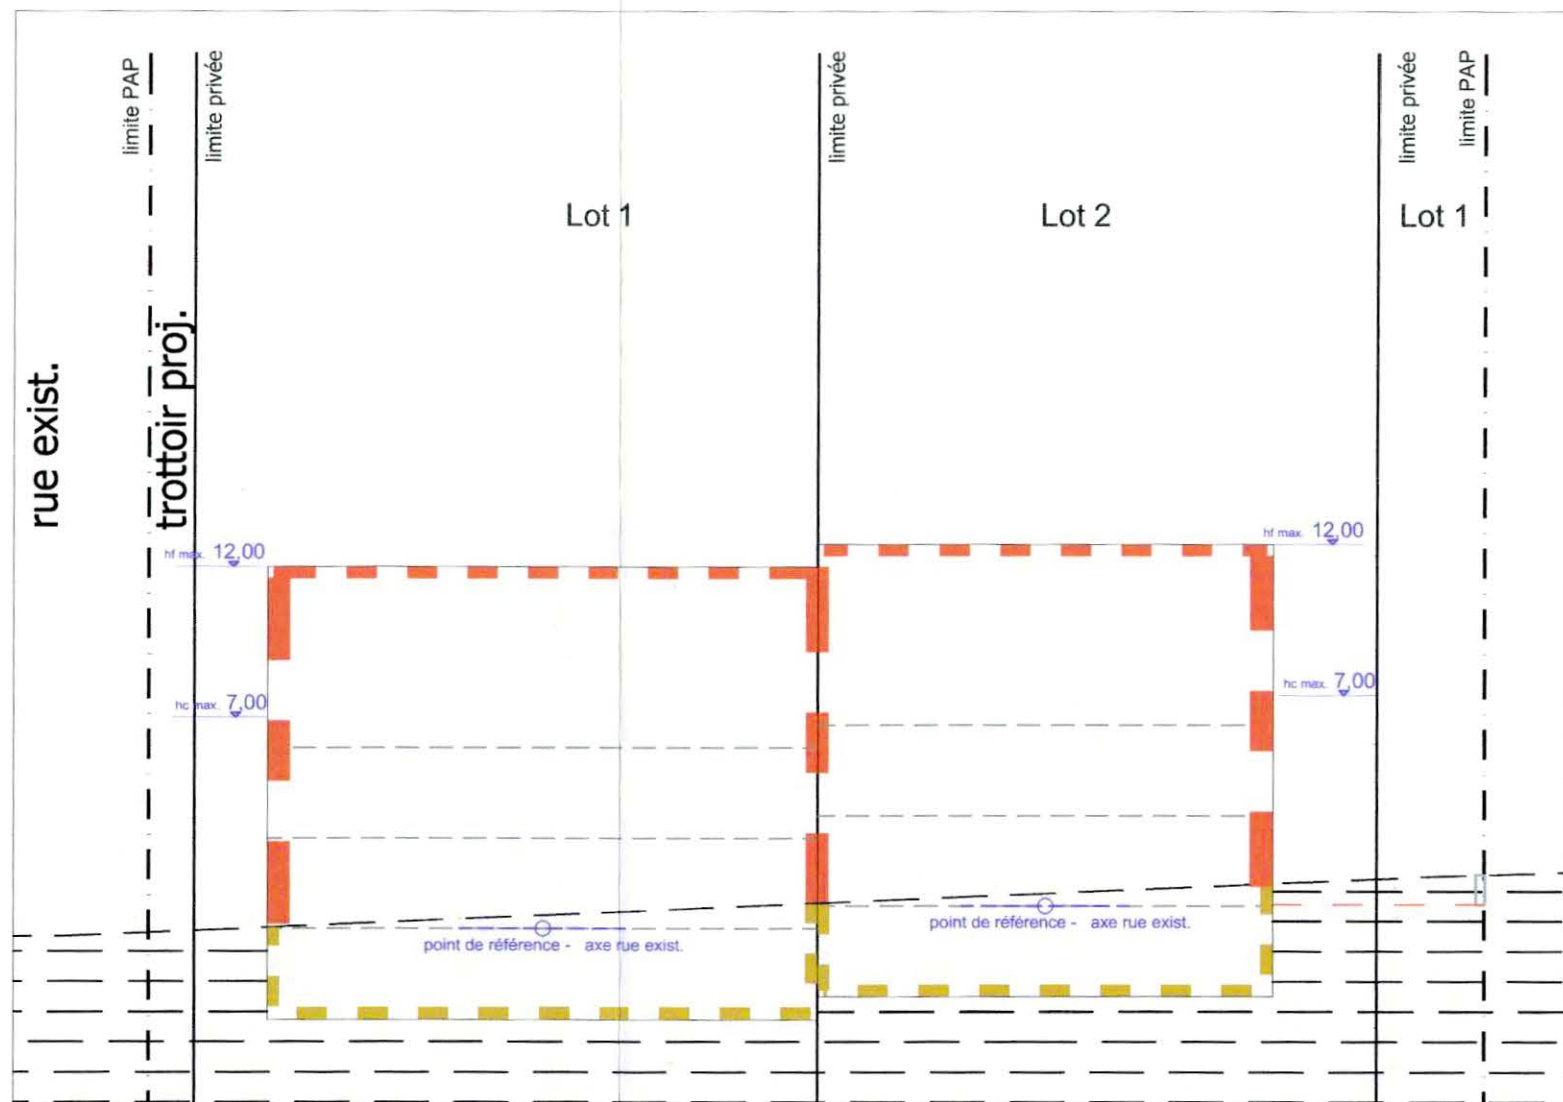 limite PAP
limite privée
limite privée
limite privée
limite PAP
Lot 1
Lot 2
Lot 1
rue exist.
trottoir proj.
hf max. 12,00
hf max. 12,00
hc max. 7,00
hc max. 7,00
point de référence - axe rue exist.
point de référence - axe rue exist.